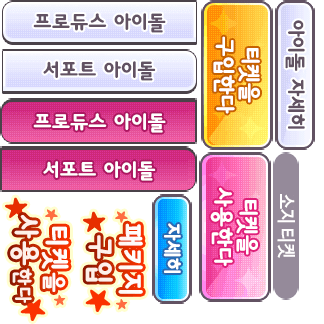 프로듀스 아이돌
서포트 아이돌
프로듀스 아이돌
서포트 아이돌
티켓을
구입한다
아이돌 자세히
티켓을
사용한다
소지 티켓
자세히
패키지
구입
티켓을
사용한다